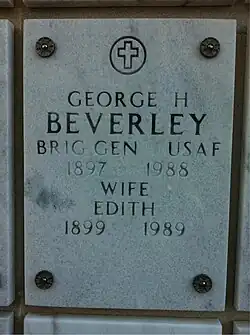 GEORGE H
BEVERLEY
BRIG GEN USAF
1897 1988
WIFE
EDITH
1899 1989